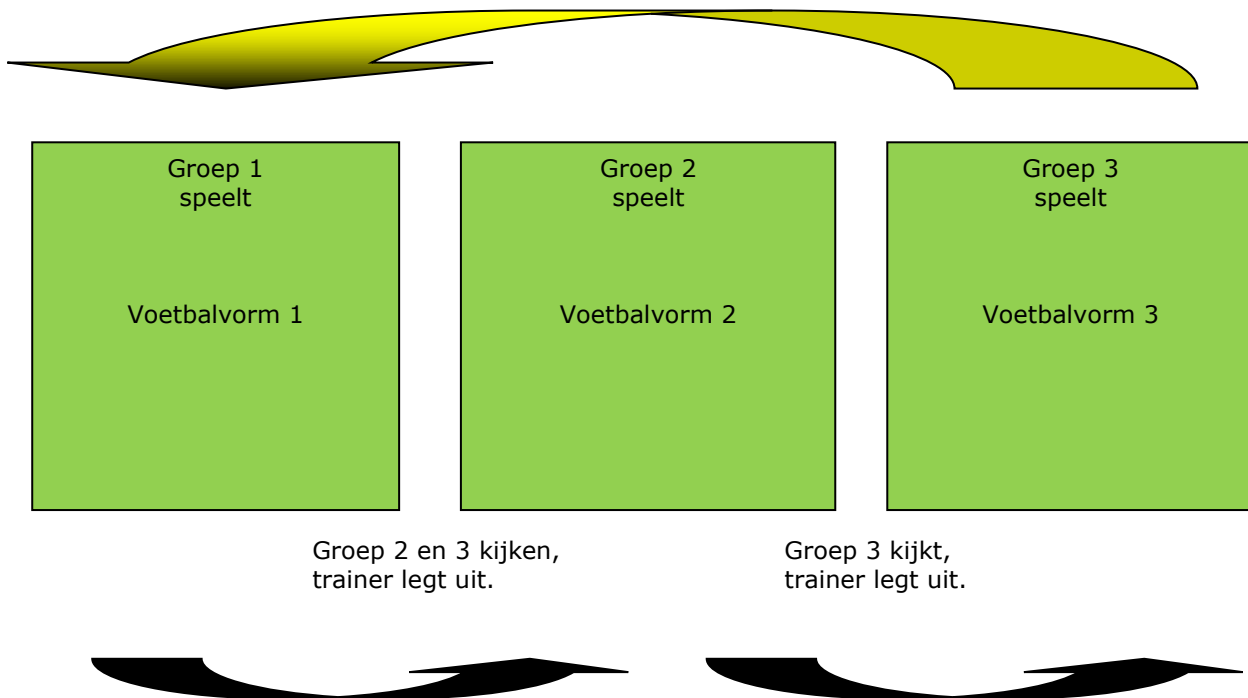 Groep 1
speelt
Voetbalvorm 1
Groep 2
speelt
Voetbalvorm 2
Groep 3
speelt
Voetbalvorm 3
Groep 2 en 3 kijken,
trainer legt uit.
Groep 3 kijkt,
trainer legt uit.